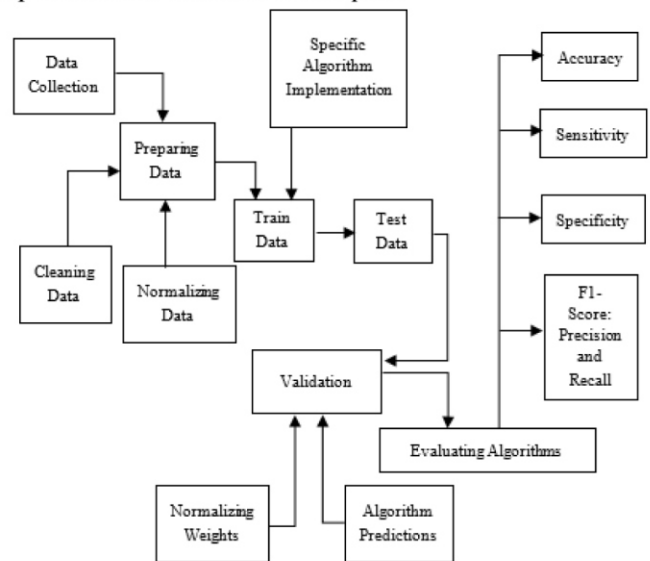 Data
Collection
Specific
Algorithm
Implementation
Accuracy
Preparing
Data
Sensitivity
Train
Data
Test
Data
Specificity
Cleaning
Data
Normalizing
Data
F1-
Score:
Precision
and
Recall
Validation
Evaluating Algorithms
Normalizing
Weights
Algorithm
Predictions